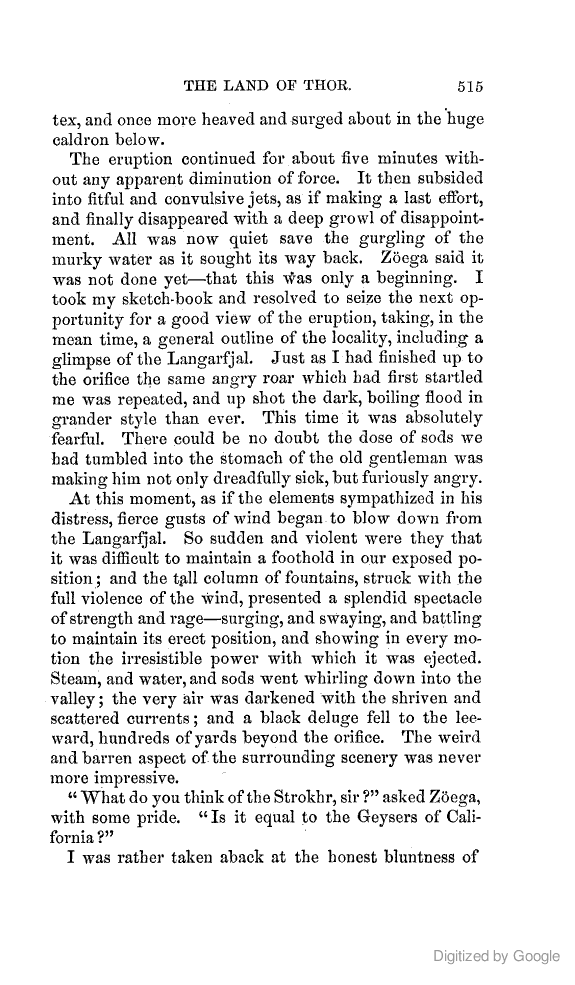 THE LAND OF THOR. 515
tex, and once more heaved and surged about in the huge
caldron below.
The eruption continued for about five minutes with-
out any apparent diminution of force. It then subsided
into fitful and convulsive jets, as if making a last effort,
and finally disappeared with a deep growl of disappoint-
ment. All was now quiet save the gurgling of the
murky water as it sought its way back. Zöega said it
was not done yet—that this was only a beginning. I
took my sketch-book and resolved to seize the next op-
portunity for a good view of the eruption, taking, in the
mean time, a general outline of the locality, including a
glimpse of the Langarfjal. Just as I had finished up to
the orifice the same angry roar which had first startled
me was repeated, and up shot the dark, boiling flood in
grander style than ever. This time it was absolutely
fearful. There could be no doubt the dose of sods we
had tumbled into the stomach of the old gentleman was
making him not only dreadfully sick, but furiously angry.
At this moment, as if the elements sympathized in his
distress, fierce gusts of wind began to blow down from
the Langarfjal. So sudden and violent were they that
it was difficult to maintain a foothold in our exposed po-
sition; and the tall column of fountains, struck with the
full violence of the wind, presented a splendid spectacle
of strength and rage—surging, and swaying, and battling
to maintain its erect position, and showing in every mo-
tion the irresistible power with which it was ejected.
Steam, and water, and sods went whirling down into the
valley; the very air was darkened with the shriven and
scattered currents; and a black deluge fell to the lee-
ward, hundreds of yards beyond the orifice. The weird
and barren aspect of the surrounding scenery was never
more impressive.
"What do you think of the Strokhr, sir?" asked Zöega,
with some pride. "Is it equal to the Geysers of Cali-
fornia?"
I was rather taken aback at the honest bluntness of
Digitized by Google